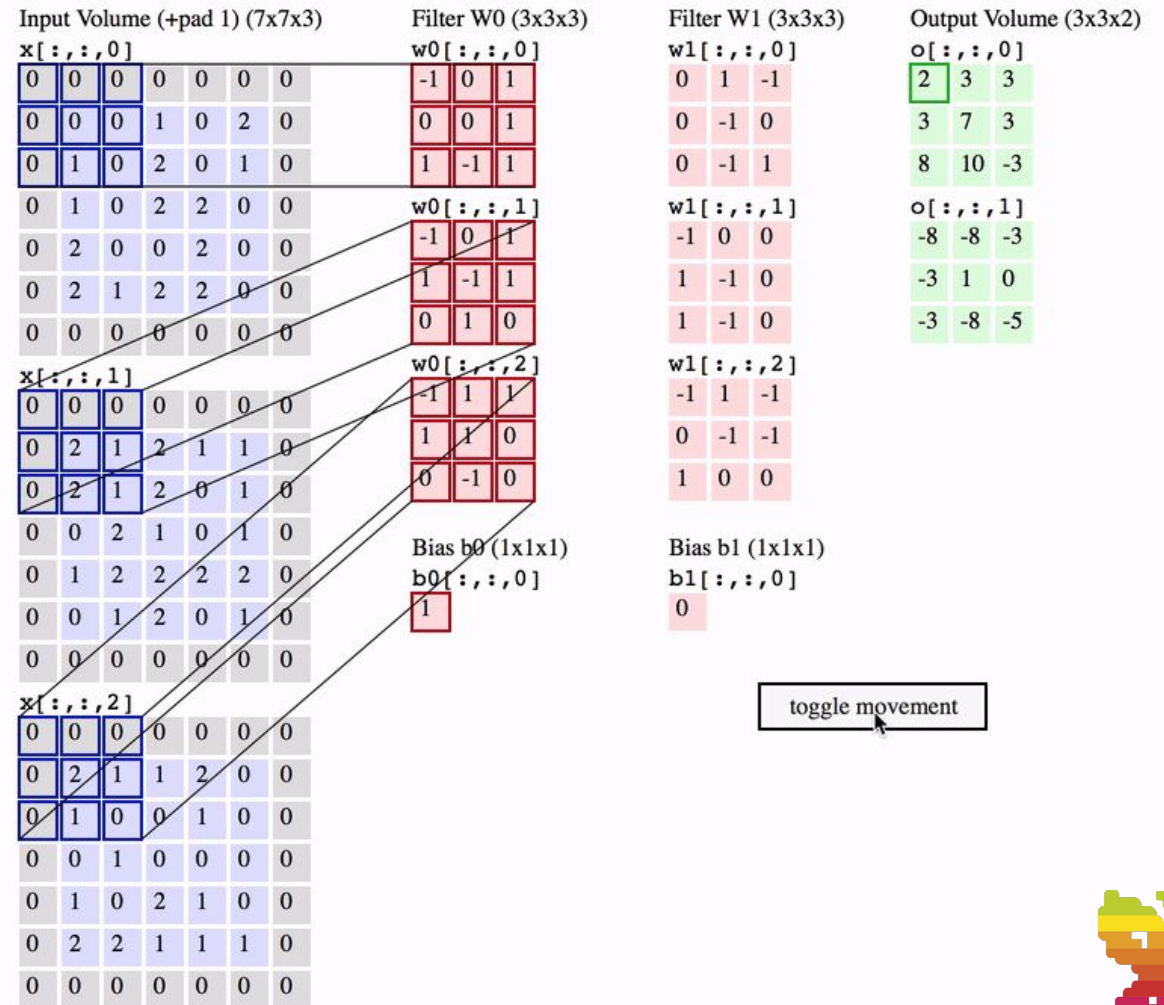 Input Volume (+pad 1) (7x7x3)
x[:,:,0]
0 0 0 0 0 0 0
0 0 0 1 0 2 0
0 1 0 2 0 1 0
0 1 0 2 2 0 0
0 2 0 0 2 0 0
0 2 1 2 2 0 0
0 0 0 0 0 0 0
x[:,:,1]
0 0 0 0 0 0 0
0 2 1 2 1 1 0
0 2 1 2 0 1 0
0 0 2 1 0 1 0
0 1 2 2 2 2 0
0 0 1 2 0 1 0
0 0 0 0 0 0 0
x[:,:,2]
0 0 0 0 0 0 0
0 2 1 1 2 0 0
0 1 0 0 1 0 0
0 0 1 0 0 0 0
0 1 0 2 1 0 0
0 2 2 1 1 1 0
0 0 0 0 0 0 0
Filter W0 (3x3x3)
w0[:,:,0]
-1 0 1
0 0 1
1 -1 1
w0[:,:,1]
-1 0 1
1 -1 1
0 1 0
w0[:,:,2]
-1 1 1
1 1 0
0 -1 0
Bias b0 (1x1x1)
b0[:,:,0]
1
Filter W1 (3x3x3)
w1[:,:,0]
0 1 -1
0 -1 0
0 -1 1
w1[:,:,1]
-1 0 0
1 -1 0
1 -1 0
w1[:,:,2]
-1 1 -1
0 -1 -1
1 0 0
Bias b1 (1x1x1)
b1[:,:,0]
0
Output Volume (3x3x2)
o[:,:,0]
2 3 3
3 7 3
8 10 -3
o[:,:,1]
-8 -8 -3
-3 1 0
-3 -8 -5
toggle movement